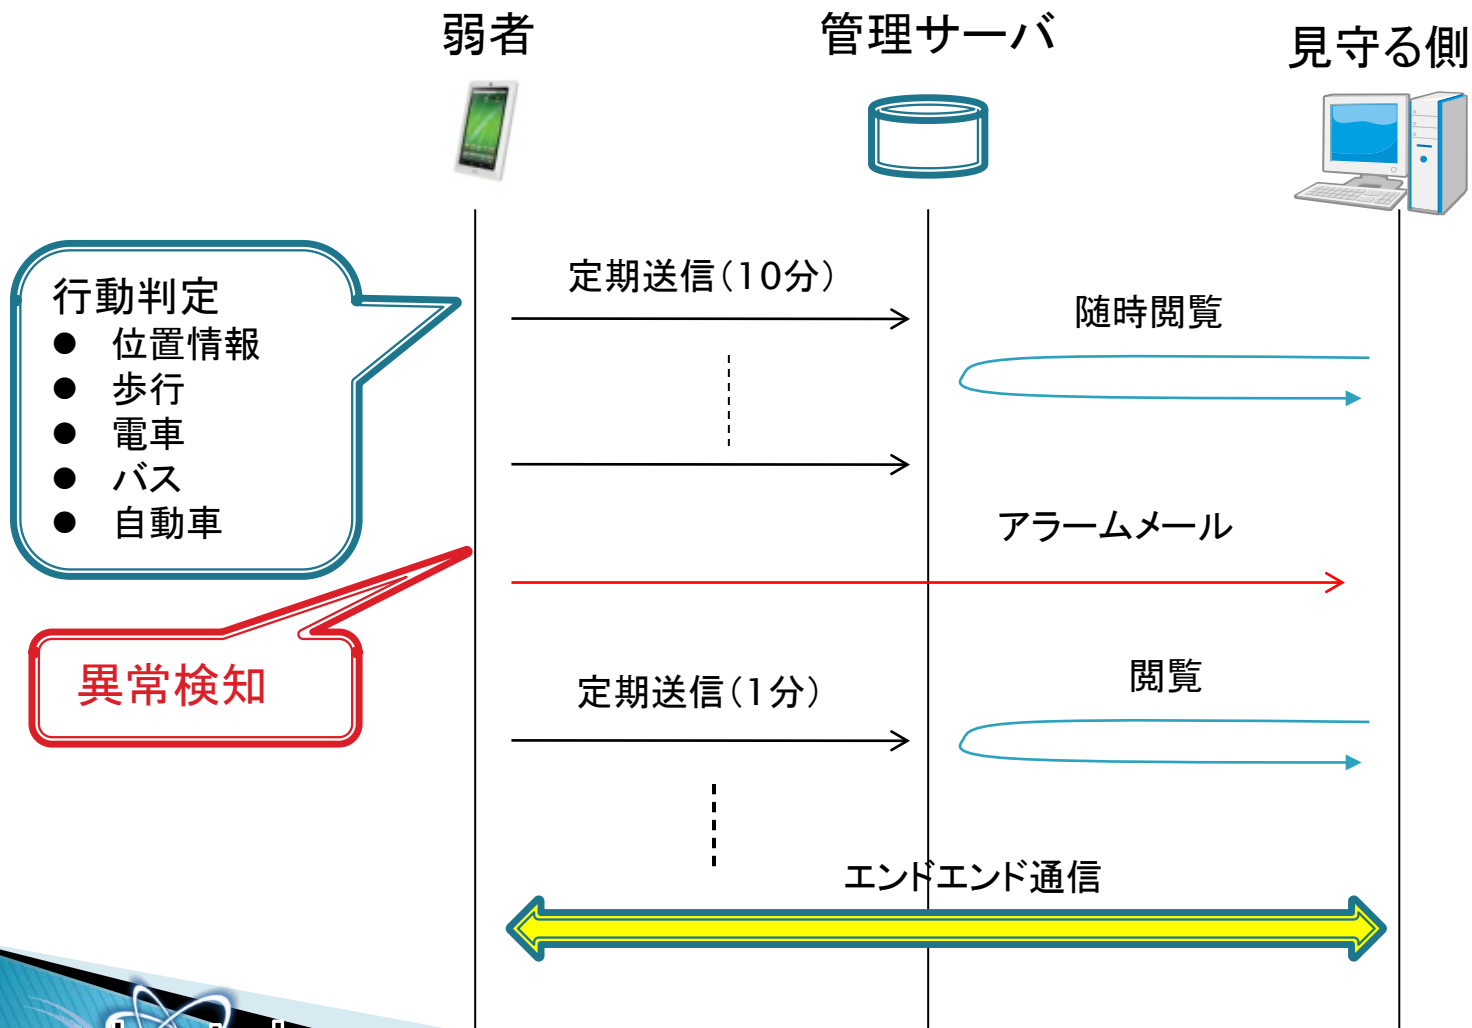 弱者
管理サーバ
見守る側
行動判定
● 位置情報
● 歩行
● 電車
● バス
● 自動車
定期送信（10分）
随時閲覧
アラームメール
異常検知
定期送信（1分）
閲覧
エンドエンド通信